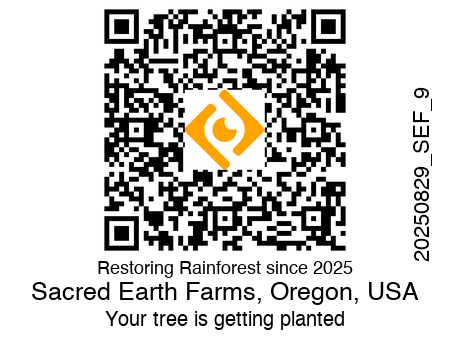 Restoring Rainforest since 2025
Sacred Earth Farms, Oregon, USA
Your tree is getting planted
20250829_SEF_9